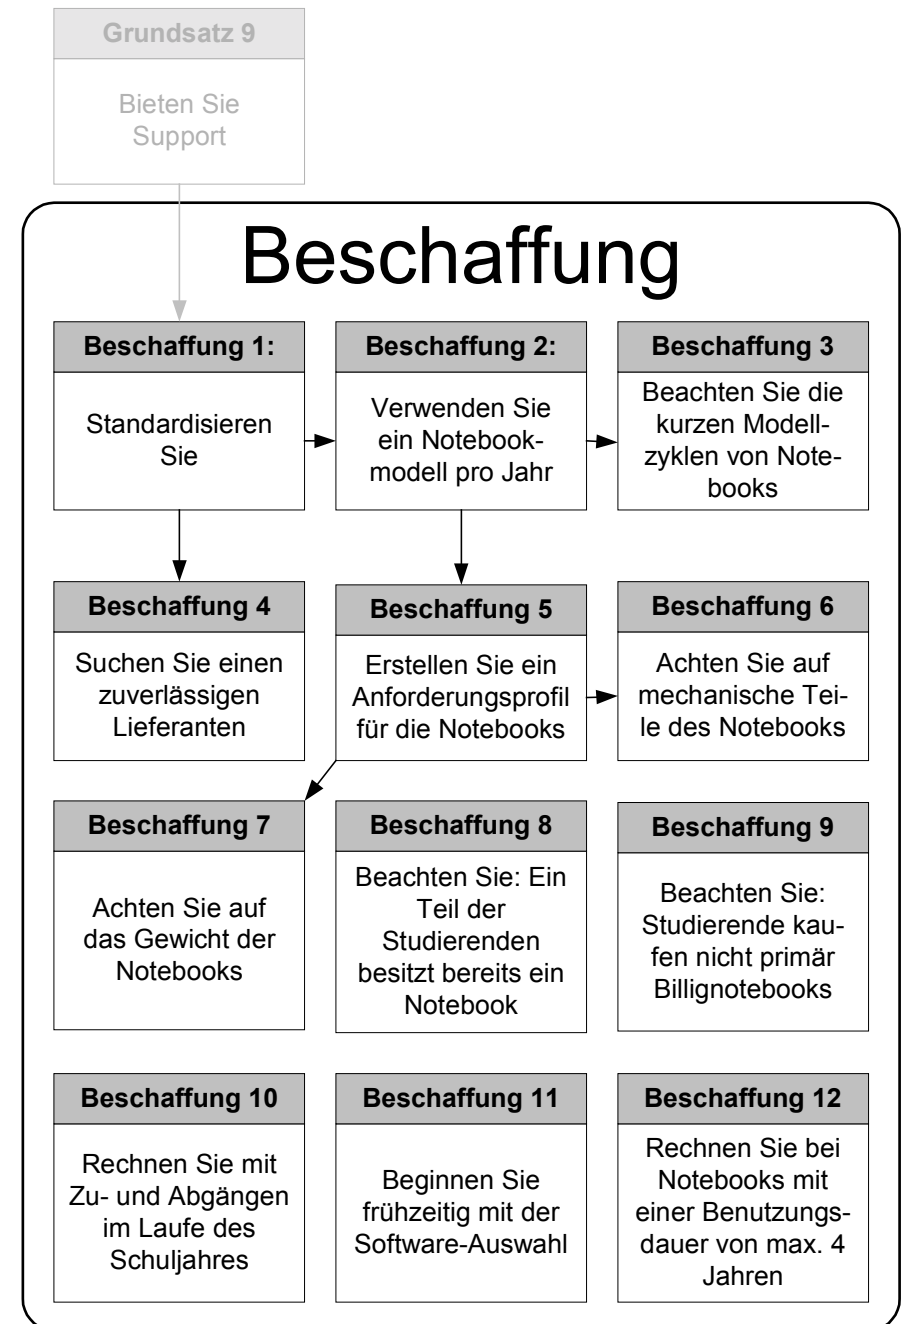 Grundsatz 9
Bieten Sie
Support
Beschaffung
Beschaffung 1:
Standardisieren
Sie
Beschaffung 2:
Verwenden Sie
ein Notebook-
modell pro Jahr
Beschaffung 3
Beachten Sie die
kurzen Modell-
zyklen von Note-
books
Beschaffung 4
Suchen Sie einen
zuverlässigen
Lieferanten
Beschaffung 5
Erstellen Sie ein
Anforderungsprofil
für die Notebooks
Beschaffung 6
Achten Sie auf
mechanische Tei-
le des Notebooks
Beschaffung 7
Achten Sie auf
das Gewicht der
Notebooks
Beschaffung 8
Beachten Sie: Ein
Teil der
Studierenden
besitzt bereits ein
Notebook
Beschaffung 9
Beachten Sie:
Studierende kau-
fen nicht primär
Billignotebooks
Beschaffung 10
Rechnen Sie mit
Zu- und Abgängen
im Laufe des
Schuljahres
Beschaffung 11
Beginnen Sie
frühzeitig mit der
Software-Auswahl
Beschaffung 12
Rechnen Sie bei
Notebooks mit
einer Benutzungs-
dauer von max. 4
Jahren